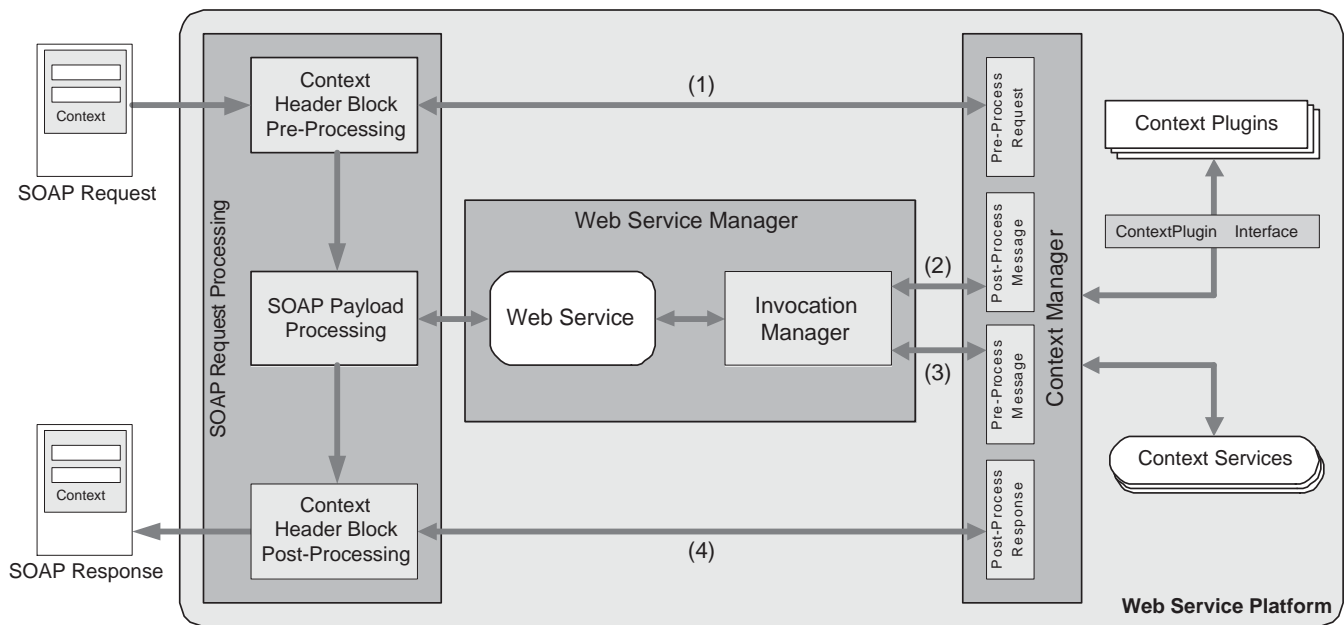 Context
SOAP Request
Context
Header Block
Pre-Processing
(1)
Pre-Process
Request
Context Plugins
ContextPlugin Interface
SOAP Request Processing
SOAP Payload
Processing
Web Service Manager
Web Service
Invocation
Manager
(2)
(3)
Post-Process
Message
Pre-Process
Message
Context Manager
Context Services
Context
SOAP Response
Context
Header Block
Post-Processing
(4)
Post-Process
Response
Web Service Platform